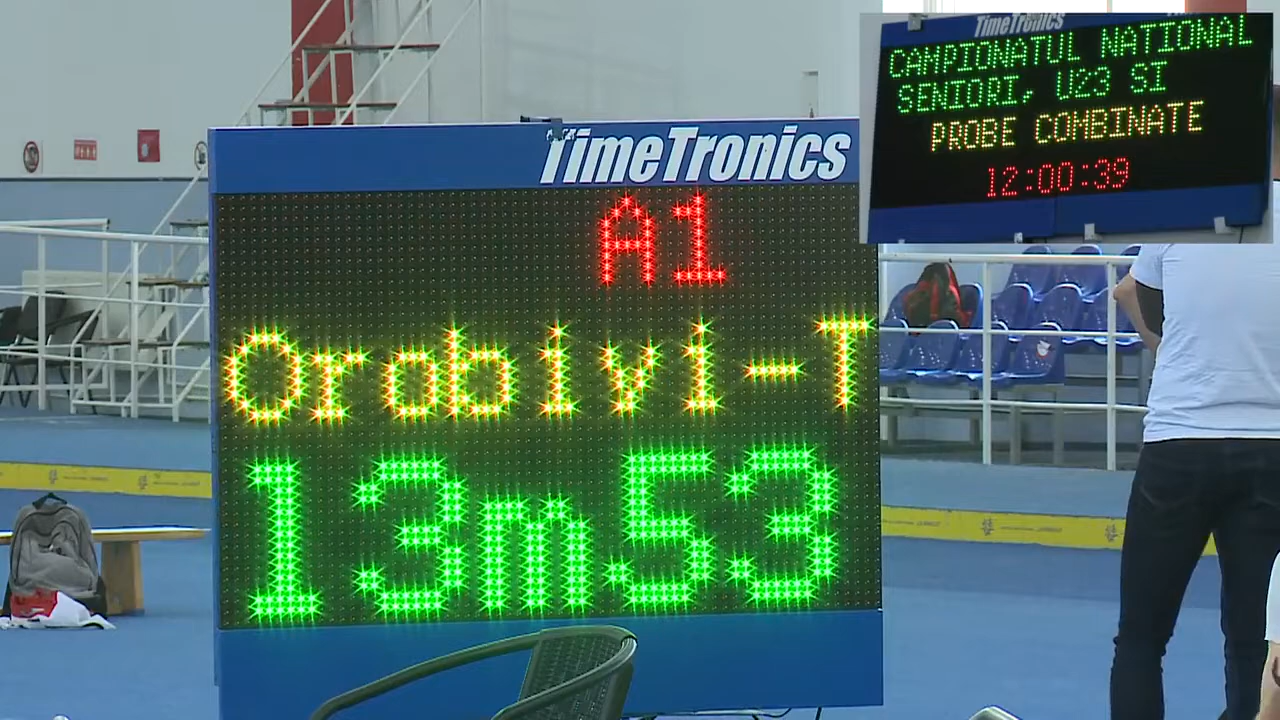 TimeTronics
A1
Orobivi-T
13m53
TimeTronics
CAMPIONATUL NATIONAL
SENIORI, U23 SI
PROBE COMBINATE
12:00:39